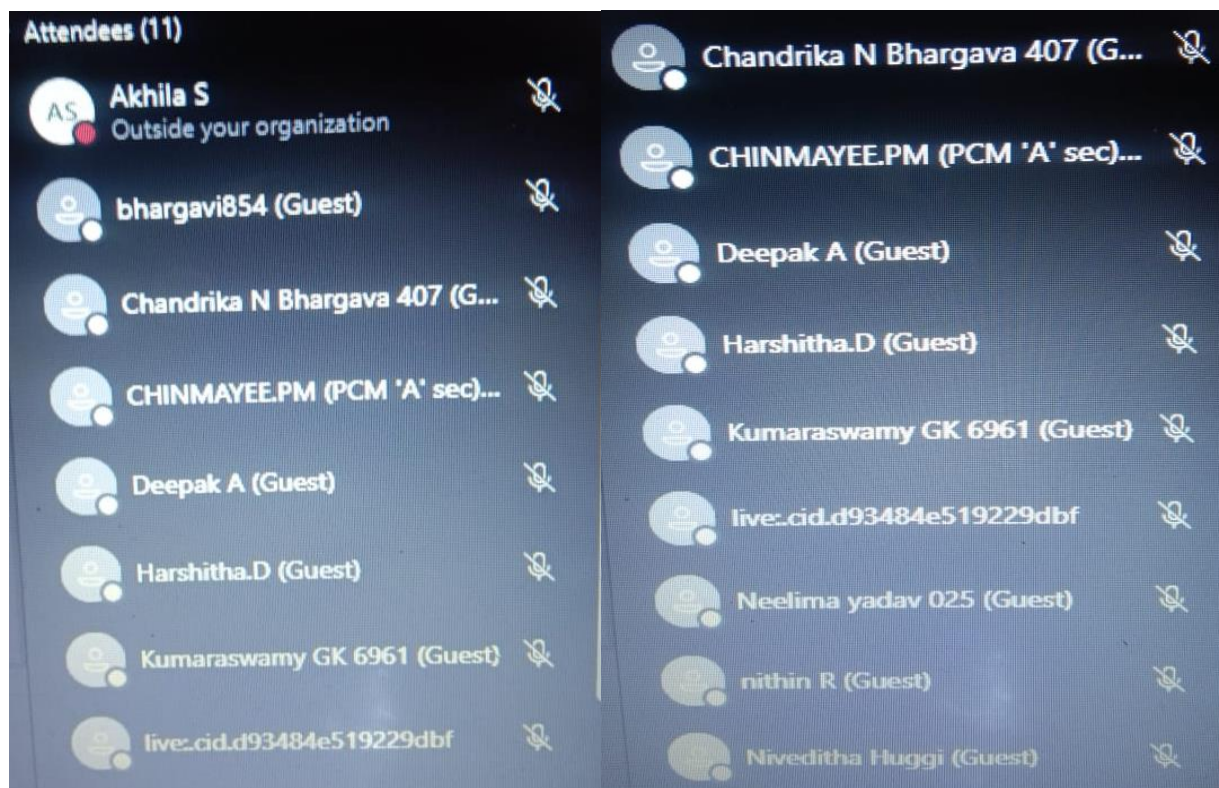 Attendees (11)
AS
Akhila S
Outside your organization
bhargavi854 (Guest)
Chandrika N Bhargava 407 (G...
CHINMAYEE.PM (PCM 'A' sec)...
Deepak A (Guest)
Harshitha.D (Guest)
Kumaraswamy GK 6961 (Guest)
live:.cid.d93484e519229dbf
Chandrika N Bhargava 407 (G...
CHINMAYEE.PM (PCM 'A' sec)...
Deepak A (Guest)
Harshitha.D (Guest)
Kumaraswamy GK 6961 (Guest)
live:.cid.d93484e519229dbf
Neelima yadav 025 (Guest)
nithin R (Guest)
Niveditha Huggi (Guest)